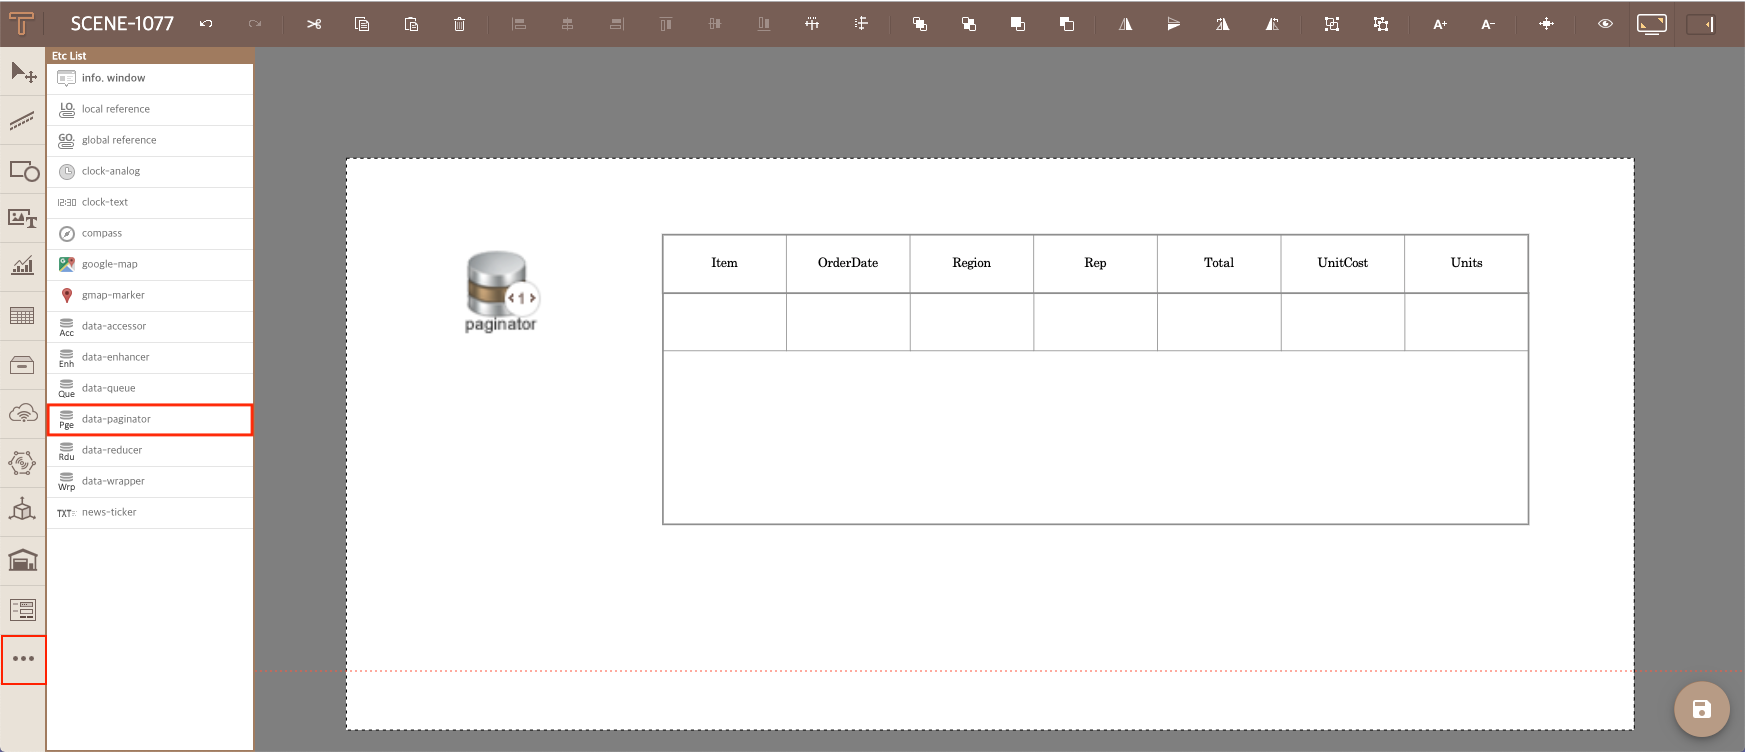 SCENE-1077
A+
A-
Etc List
info. window
LO.
local reference
GO.
global reference
clock-analog
12:30
clock-text
compass
google-map
gmap-marker
Acc
data-accessor
Enh
data-enhancer
Que
data-queue
Pge
data-paginator
Rdu
data-reducer
Wrp
data-wrapper
TXT
news-ticker
<1>
paginator
Item OrderDate Region Rep Total UnitCost Units